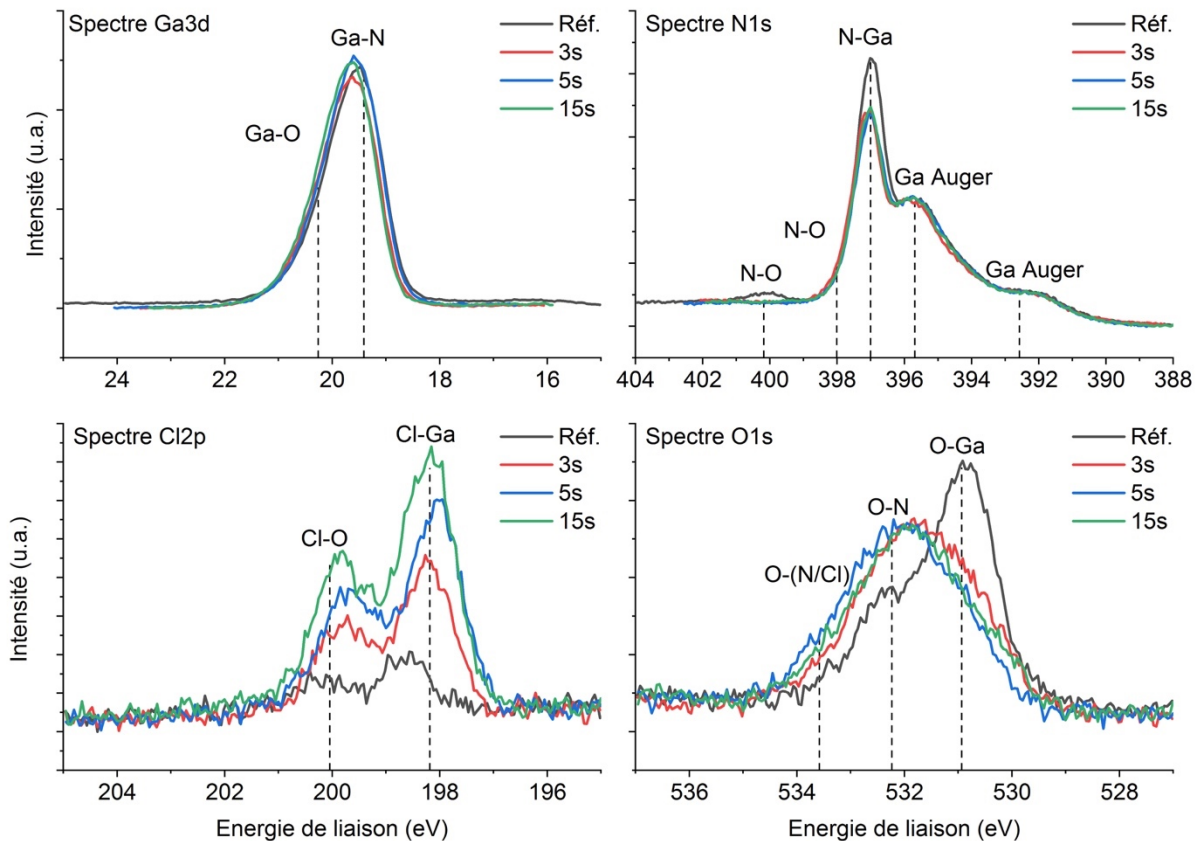 Spectre Ga3d
Ga-N
Ga-O
Réf.
3s
5s
15s
Intensité (u.a.)
24 22 20 18 16
Spectre N1s
N-Ga
Ga Auger
N-O
N-O
Ga Auger
Réf.
3s
5s
15s
404 402 400 398 396 394 392 390 388
Spectre Cl2p
Cl-Ga
Cl-O
Réf.
3s
5s
15s
Intensité (u.a.)
204 202 200 198 196
Energie de liaison (eV)
Spectre O1s
O-Ga
O-N
O-(N/Cl)
Réf.
3s
5s
15s
536 534 532 530 528
Energie de liaison (eV)